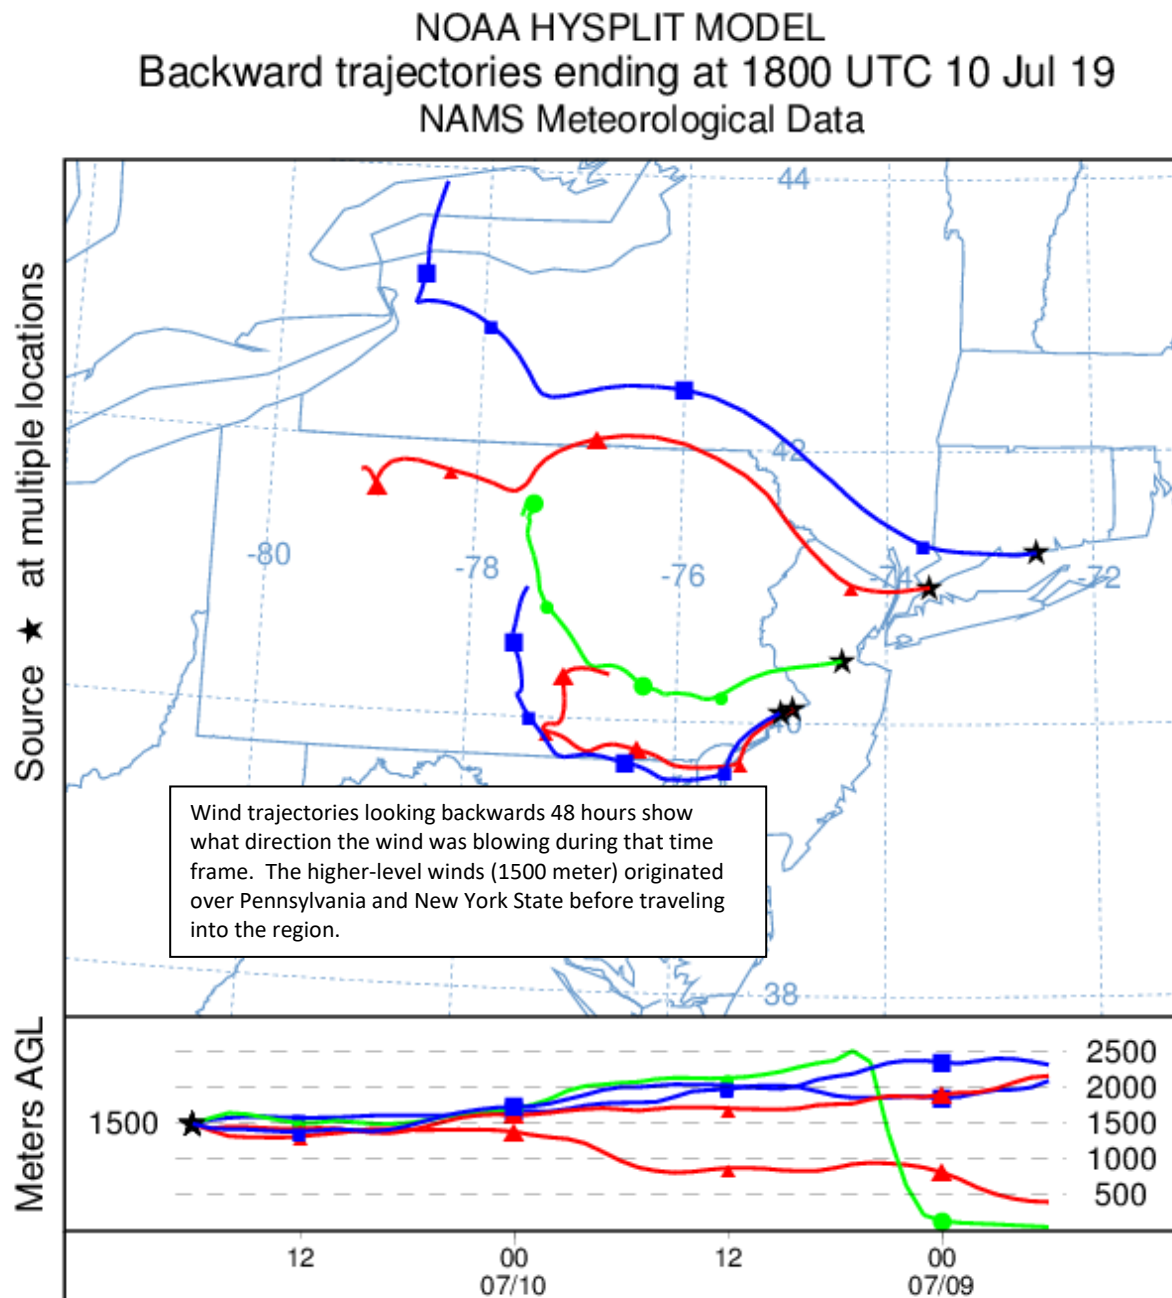 NOAA HYSPLIT MODEL
Backward trajectories ending at 1800 UTC 10 Jul 19
NAMS Meteorological Data
Source ★ at multiple locations
44
42
-80
-78
-76
-74
-72
40
Wind trajectories looking backwards 48 hours show
what direction the wind was blowing during that time
frame.  The higher-level winds (1500 meter) originated
over Pennsylvania and New York State before traveling
into the region.
38
Meters AGL
1500
2500
2000
1500
1000
500
12
00
12
00
07/10
07/09